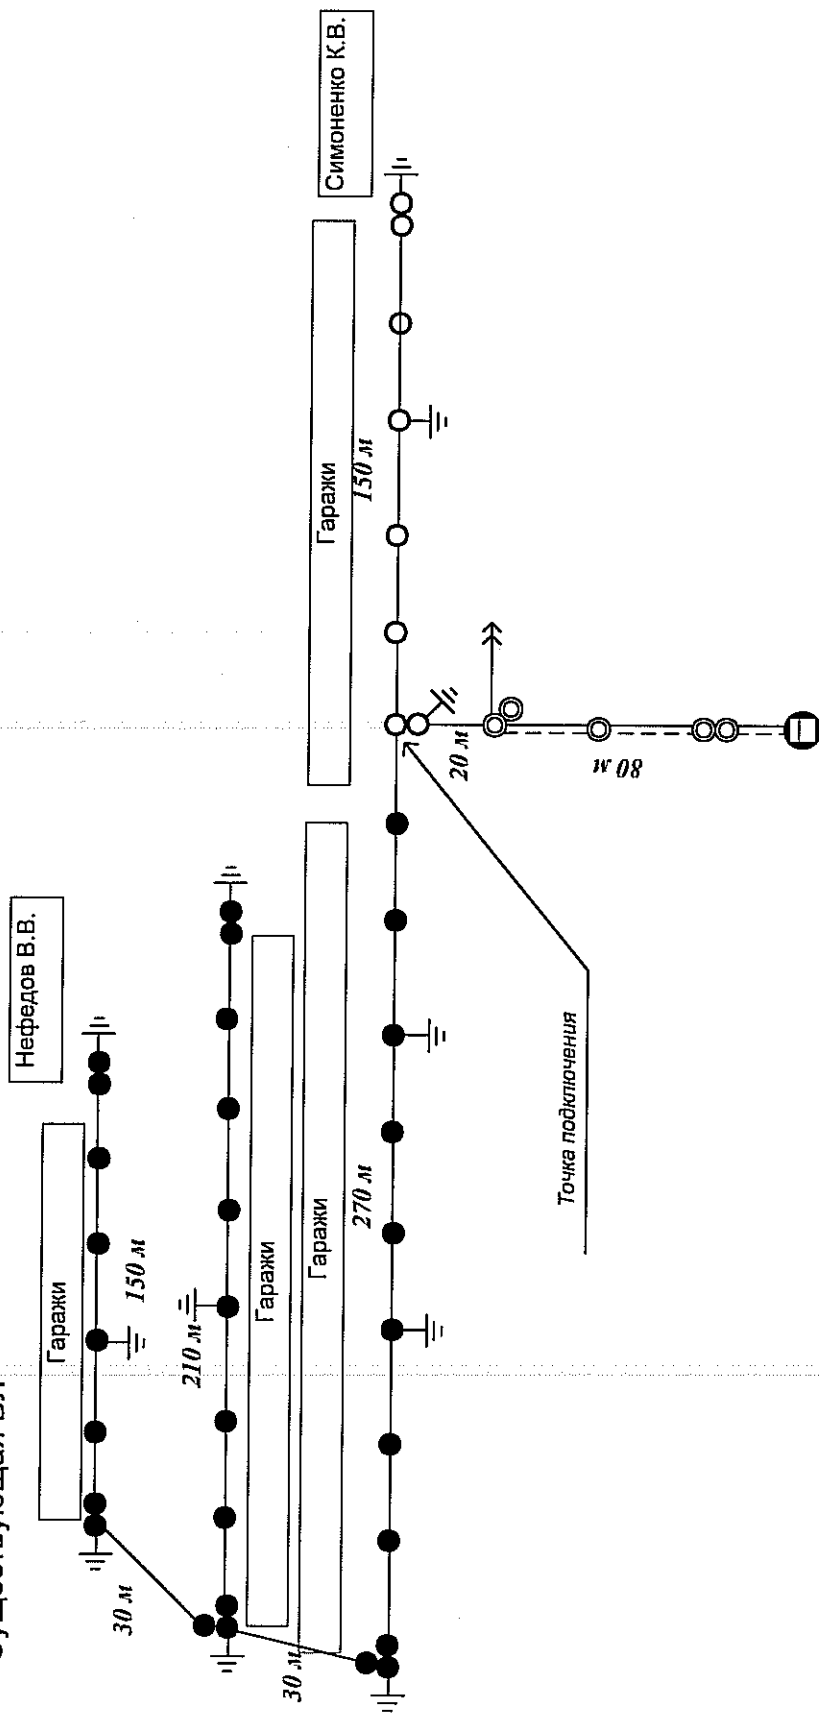 Нефедов В.В.
Гаражи
30 м
150 м
210 м
Гаражи
30 м
Гаражи
Гаражи
Симоненко К.В.
270 м
150 м
20 м
Точка подключения
80 м